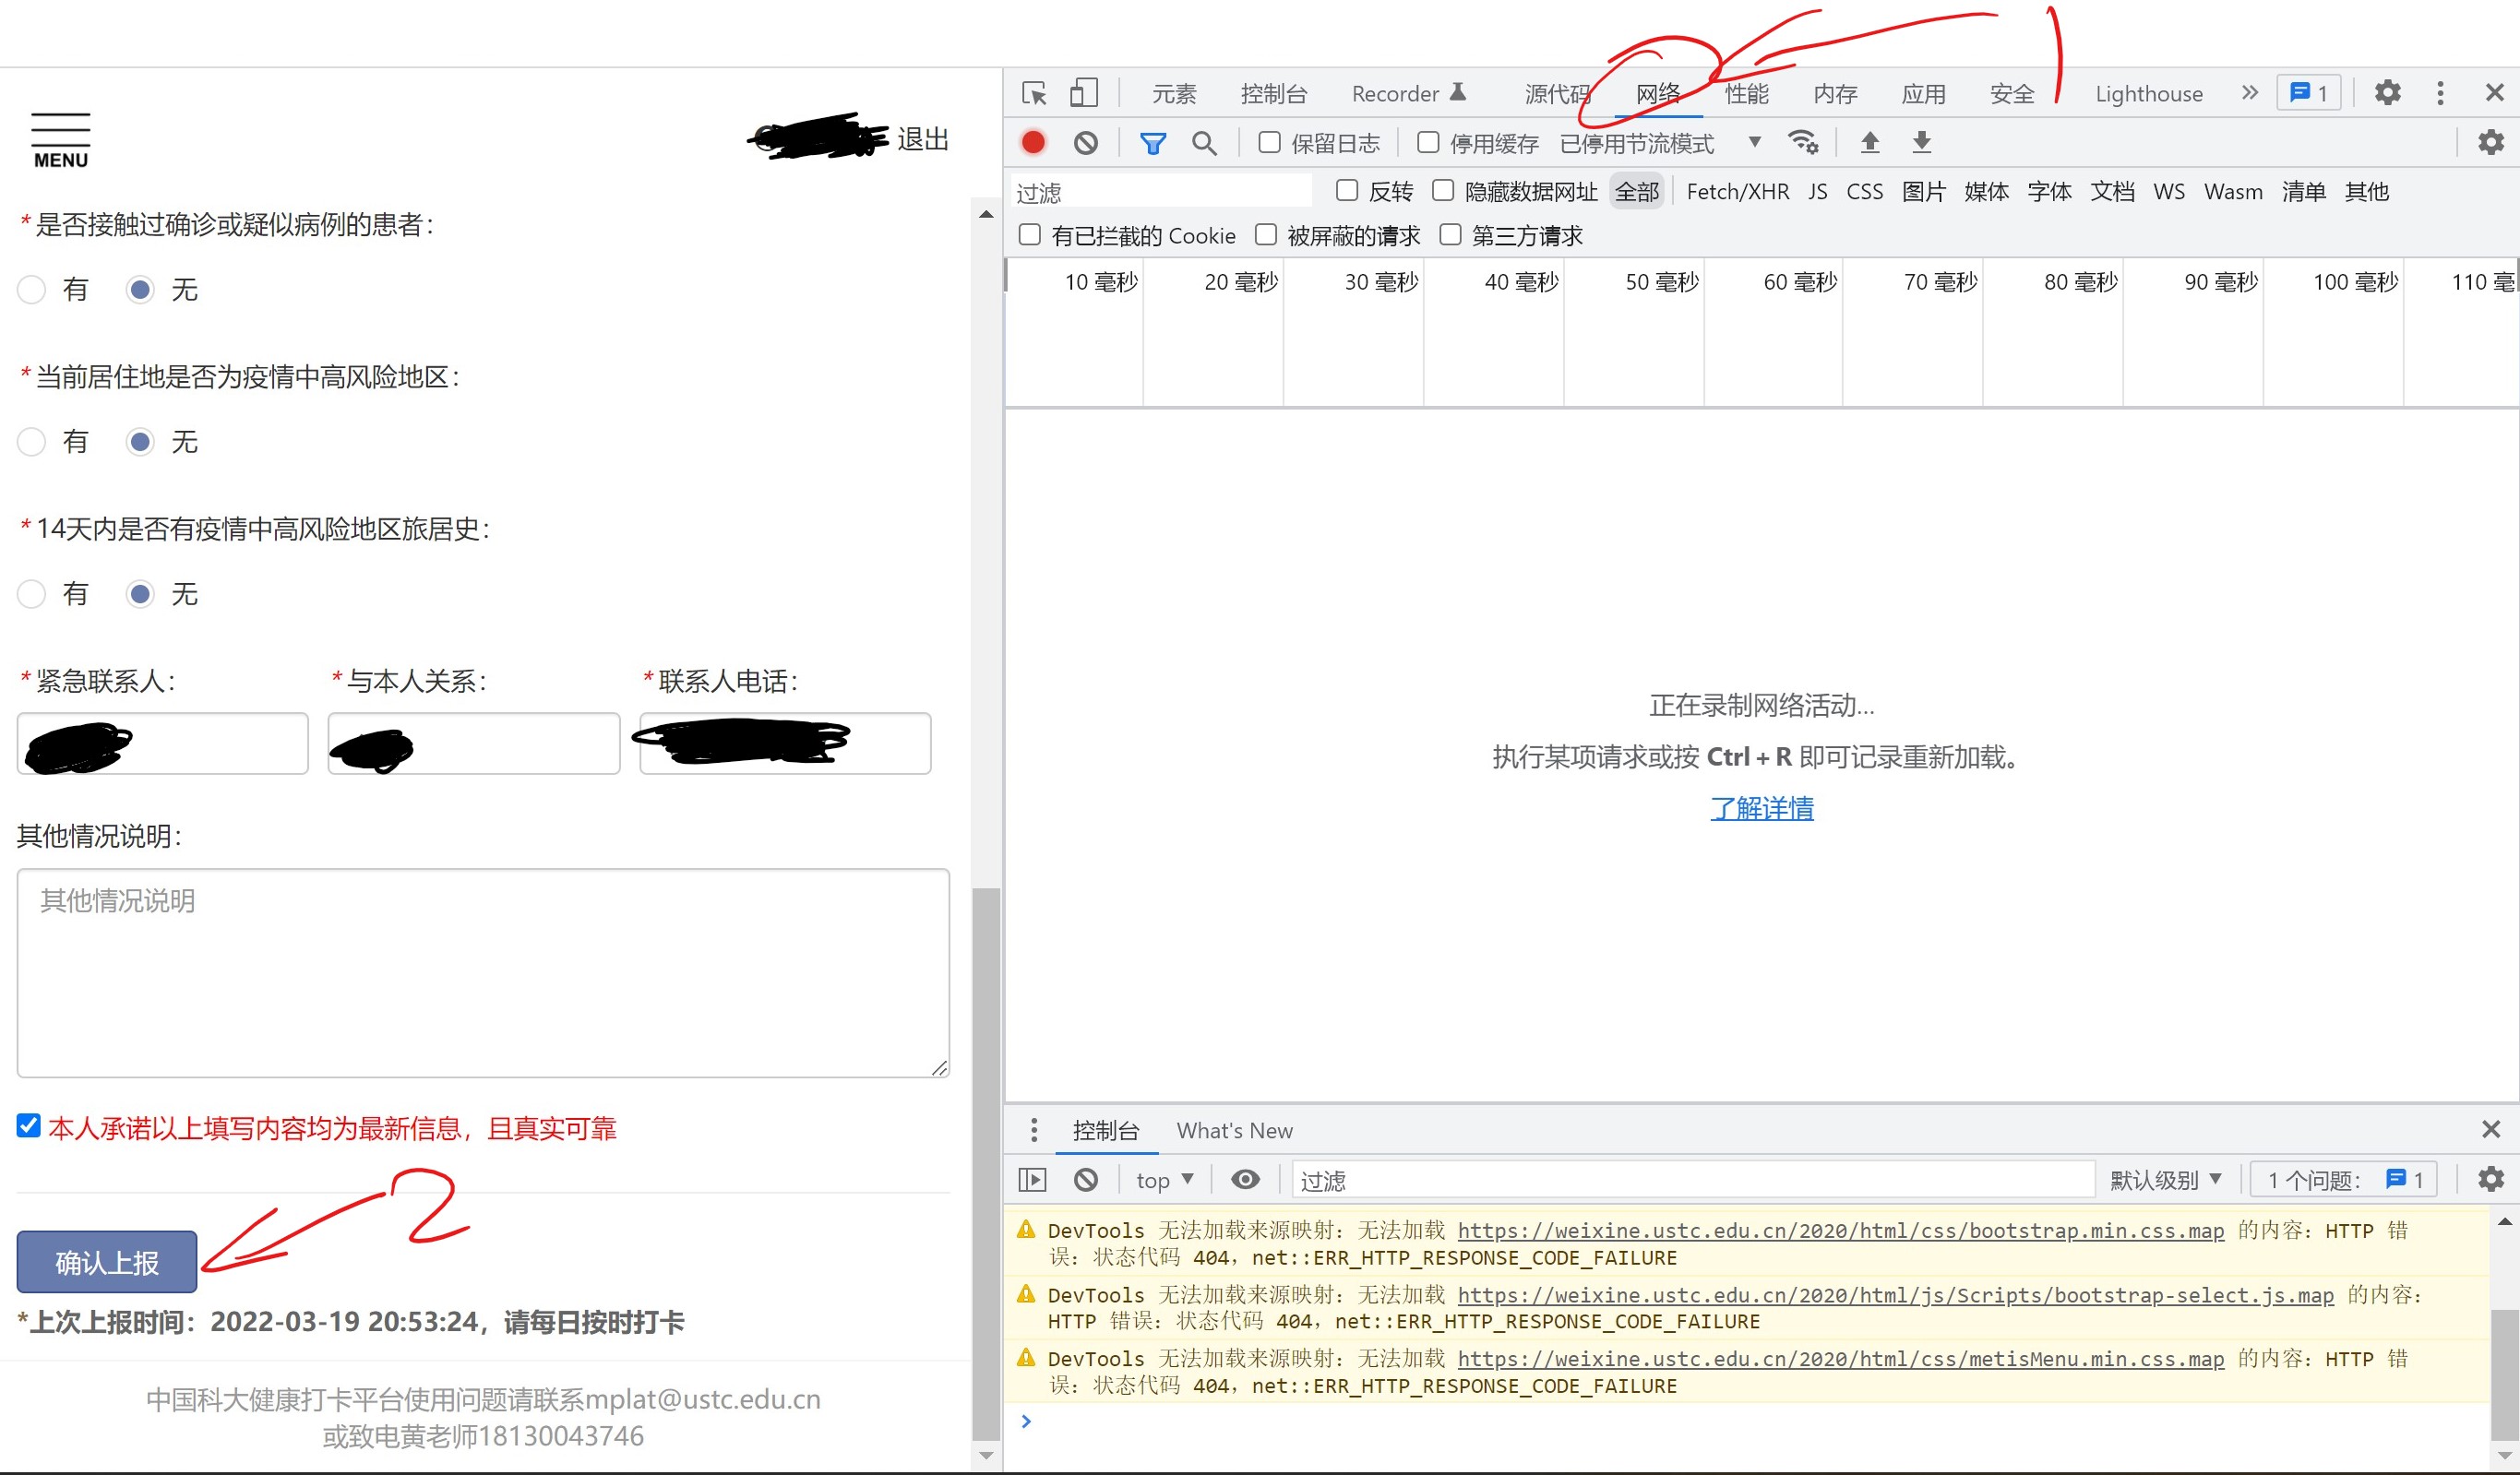 1
元素 控制台 Recorder 源代码 网络 性能 内存 应用 安全 Lighthouse 1
MENU
退出
保留日志 停用缓存 已停用节流模式
过滤 反转 隐藏数据网址 全部 Fetch/XHR JS CSS 图片 媒体 字体 文档 WS Wasm 清单 其他
有已拦截的 Cookie 被屏蔽的请求 第三方请求
10 毫秒 20 毫秒 30 毫秒 40 毫秒 50 毫秒 60 毫秒 70 毫秒 80 毫秒 90 毫秒 100 毫秒 110 毫
*是否接触过确诊或疑似病例的患者：
有 无
*当前居住地是否为疫情中高风险地区：
有 无
*14天内是否有疫情中高风险地区旅居史：
有 无
*紧急联系人： *与本人关系： *联系人电话：
其他情况说明：
其他情况说明
本人承诺以上填写内容均为最新信息，且真实可靠
2
确认上报
*上次上报时间：2022-03-19 20:53:24，请每日按时打卡
中国科大健康打卡平台使用问题请联系mplat@ustc.edu.cn
或致电黄老师18130043746
正在录制网络活动...
执行某项请求或按 Ctrl + R 即可记录重新加载。
了解详情
控制台 What's New
top 过滤 默认级别 1 个问题： 1
DevTools 无法加载来源映射：无法加载 https://weixine.ustc.edu.cn/2020/html/css/bootstrap.min.css.map 的内容：HTTP 错
误：状态代码 404，net::ERR_HTTP_RESPONSE_CODE_FAILURE
DevTools 无法加载来源映射：无法加载 https://weixine.ustc.edu.cn/2020/html/js/Scripts/bootstrap-select.js.map 的内容：
HTTP 错误：状态代码 404，net::ERR_HTTP_RESPONSE_CODE_FAILURE
DevTools 无法加载来源映射：无法加载 https://weixine.ustc.edu.cn/2020/html/css/metisMenu.min.css.map 的内容：HTTP 错
误：状态代码 404，net::ERR_HTTP_RESPONSE_CODE_FAILURE